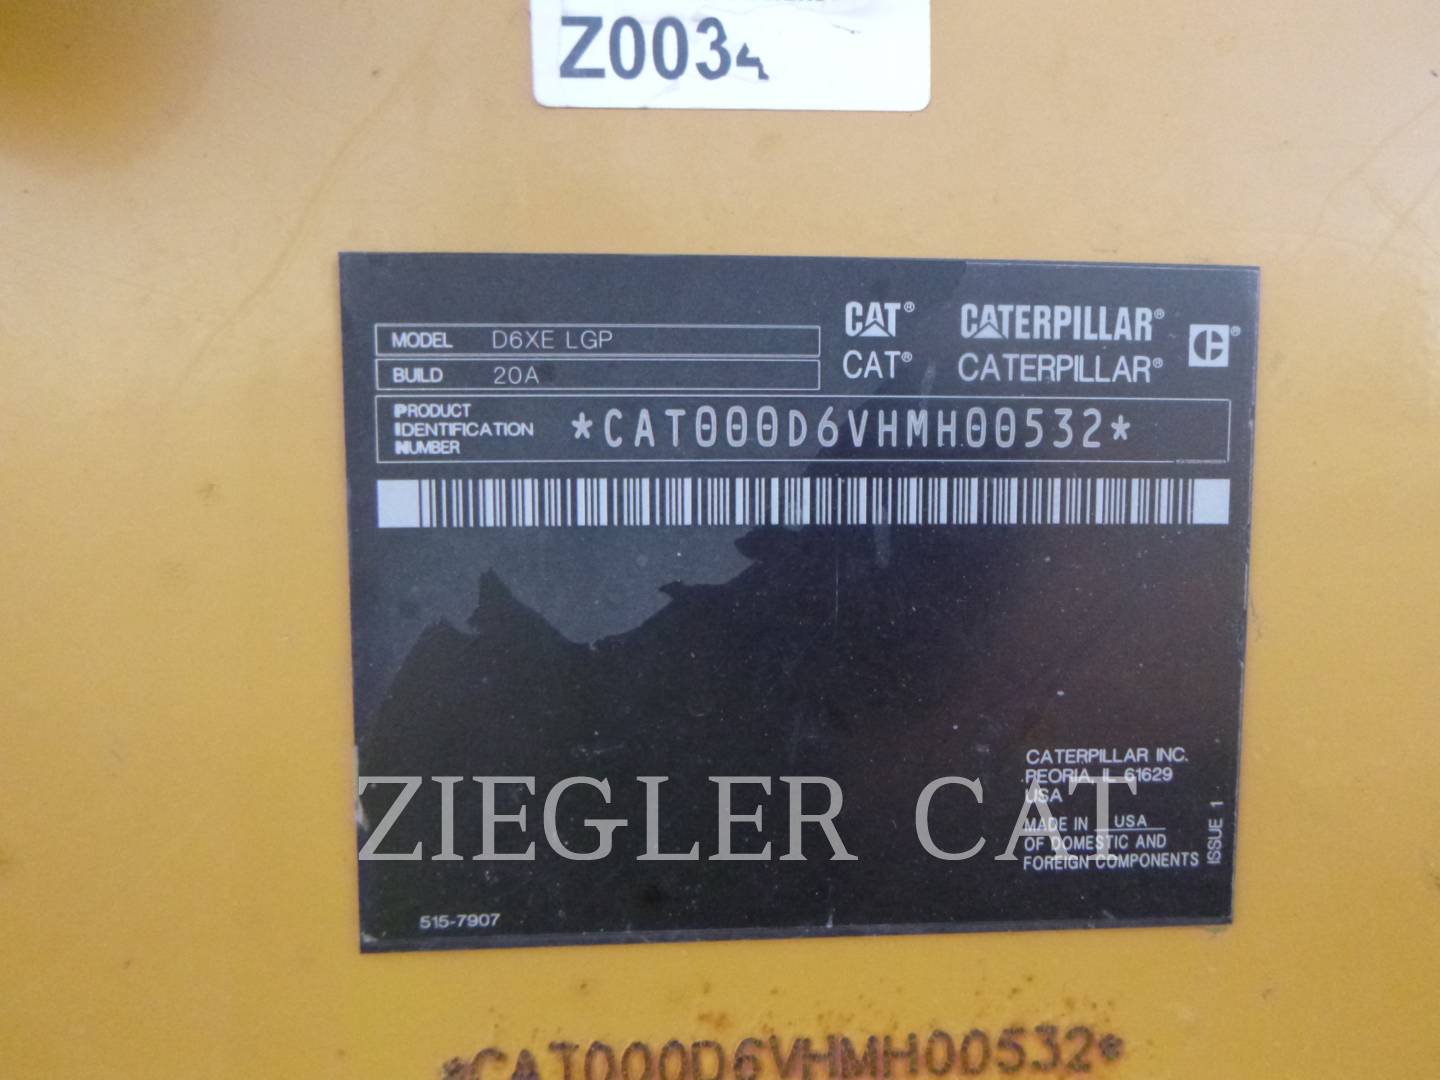 Z0034
MODEL D6XE LGP
BUILD 20A
CAT® CATERPILLAR®
CAT® CATERPILLAR®
PRODUCT
IDENTIFICATION
NUMBER
*CAT000D6VHMH00532*
CATERPILLAR INC.
PEORIA, IL 61629
USA
MADE IN USA
OF DOMESTIC AND
FOREIGN COMPONENTS
ISSUE 1
ZIEGLER CAT
515-7907
*CAT000D6VHMH00532*